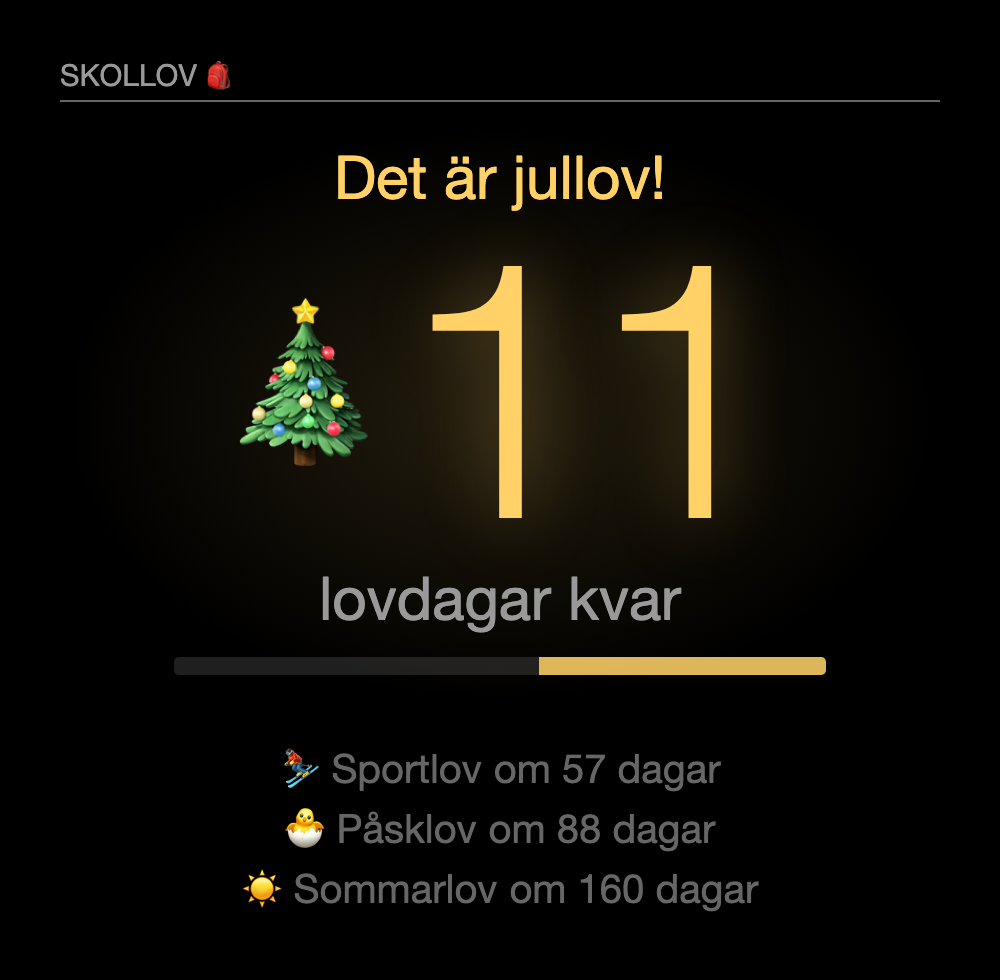 SKOLLOV 🎒
Det är jullov!
🎄 11
lovdagar kvar
⛷️ Sportlov om 57 dagar
🐣 Påsklov om 88 dagar
☀️ Sommarlov om 160 dagar